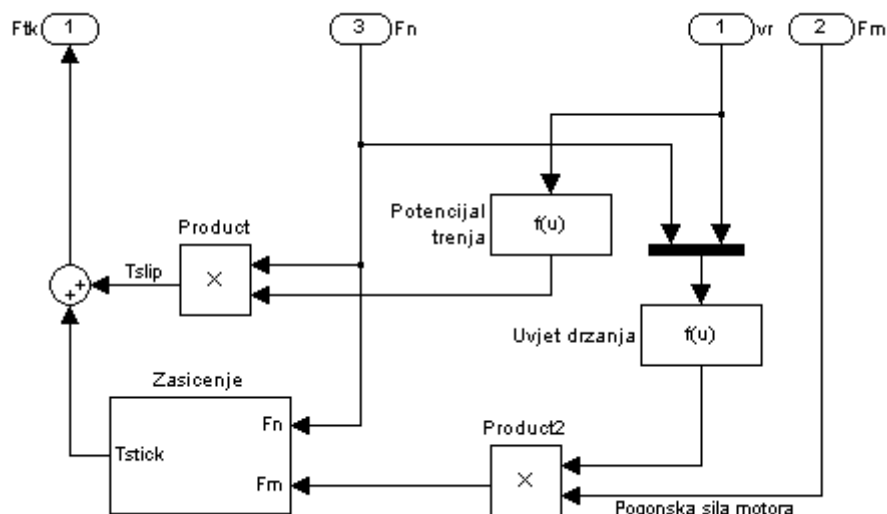 Ftk 1
3 Fn
1 vr
2 Fm
Potencijal
trenja
f(u)
Product
×
Tslip
+
+
Uvjet drzanja
f(u)
Zasicenje
Fn
Tstick
Fm
Product2
×
Pogonska sila motora